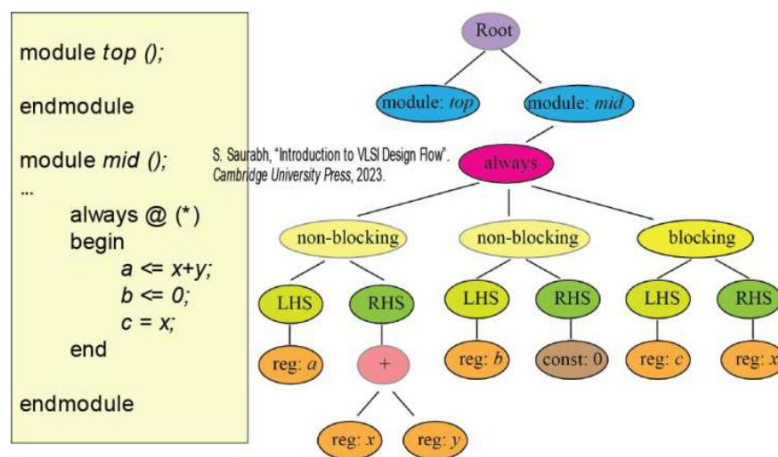 module top ();
endmodule
module mid ();
...
always @ (*)
begin
a <= x+y;
b <= 0;
c = x;
end
endmodule
S. Saurabh, "Introduction to VLSI Design Flow".
Cambridge University Press, 2023.
Root
module: top
module: mid
always
non-blocking
non-blocking
blocking
LHS
RHS
LHS
RHS
LHS
RHS
reg: a
+
reg: b
const: 0
reg: c
reg: x
reg: x
reg: y